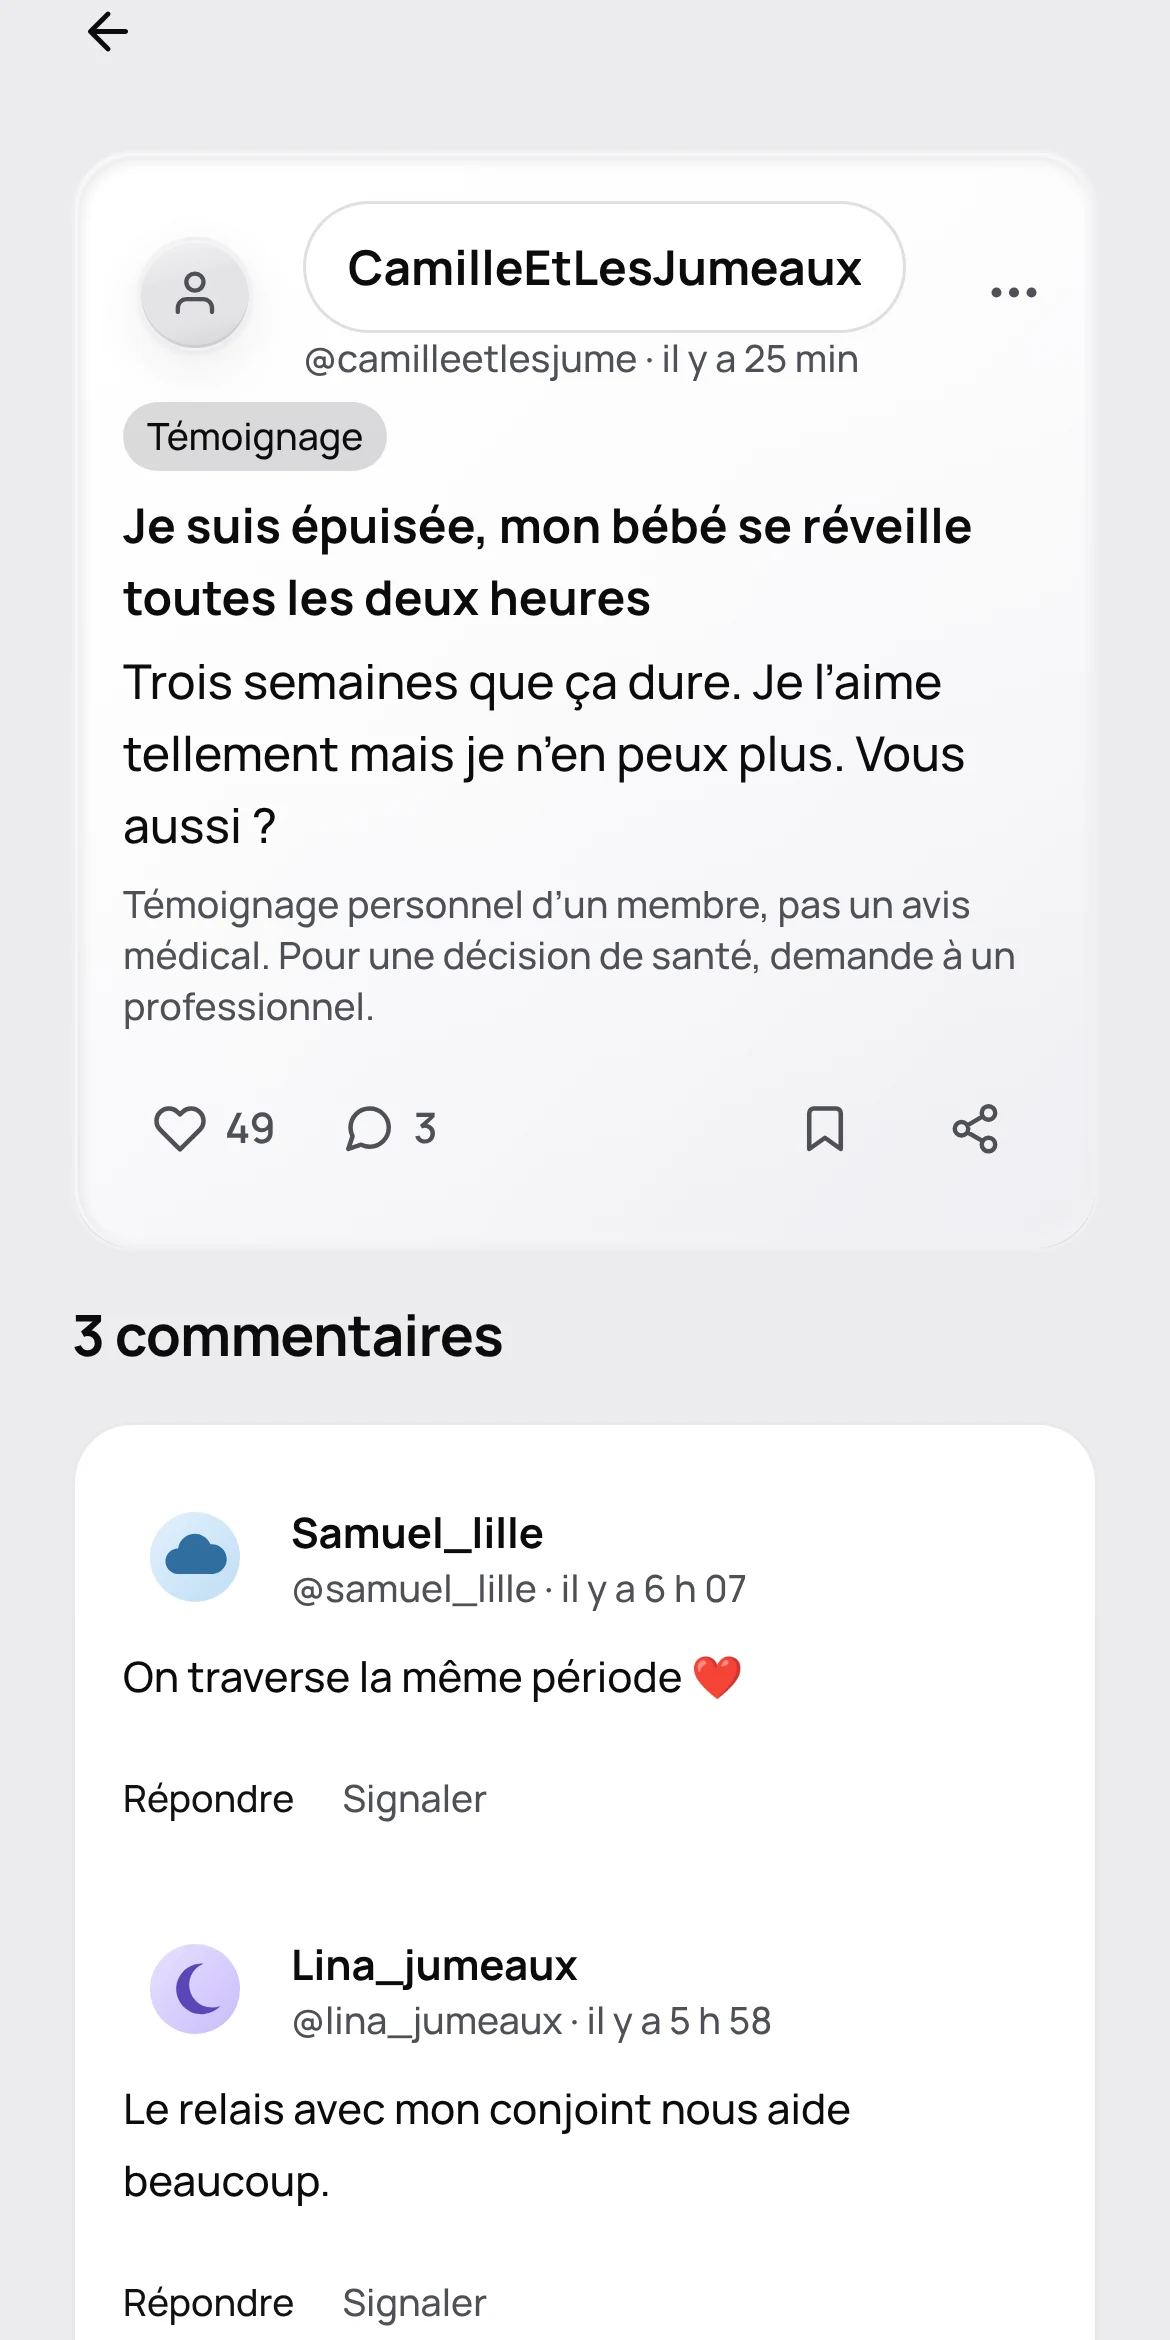 CamilleEtLesJumeaux
@camilleetlesjume · il y a 25 min
Témoignage
Je suis épuisée, mon bébé se réveille
toutes les deux heures
Trois semaines que ça dure. Je l’aime
tellement mais je n’en peux plus. Vous
aussi ?
Témoignage personnel d’un membre, pas un avis
médical. Pour une décision de santé, demande à un
professionnel.
49 3
3 commentaires
Samuel_lille
@samuel_lille · il y a 6 h 07
On traverse la même période ❤️
Répondre Signaler
Lina_jumeaux
@lina_jumeaux · il y a 5 h 58
Le relais avec mon conjoint nous aide
beaucoup.
Répondre Signaler